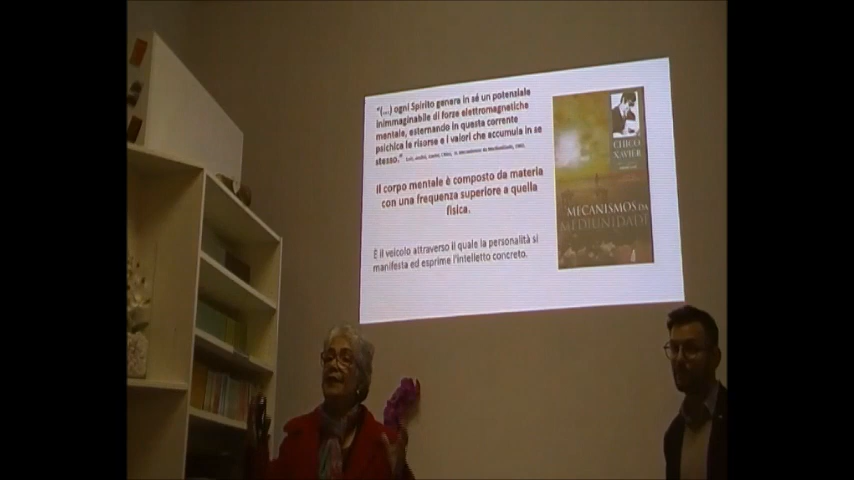 "(...) ogni Spirito genera in sé un potenziale
inimmaginabile di forze elettromagnetiche
mentale, esternando in questa corrente
psichica le risorse e i valori che accumula in se
stesso."
Il corpo mentale è composto da materia
con una frequenza superiore a quella
fisica.
È il veicolo attraverso il quale la personalità si
manifesta ed esprime l'intelletto concreto.
CHICO
XAVIER
MECANISMOS DA
MEDIUNIDADE